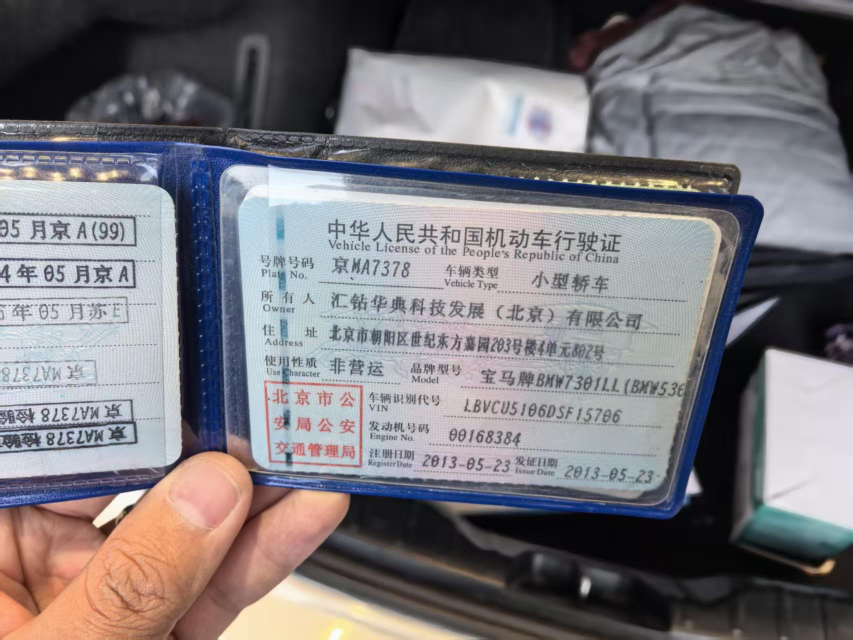 05月京A(99)
4年05月京A
年05月苏E
MA7378
京MA7378检验
京MA7378检验
中华人民共和国机动车行驶证
Vehicle License of the People's Republic of China
号牌号码 京MA7378 车辆类型 小型轿车
Plate No. Vehicle Type
所有人 汇钻华典科技发展（北京）有限公司
Owner
住址 北京市朝阳区世纪东方嘉园203号楼4单元802号
Address
使用性质 非营运 品牌型号 宝马牌BMW7301LL(BMW536
Use Character Model
北京市公
安局公安
交通管理局
车辆识别代号 LBVCU5106DSF15706
VIN
发动机号码 00168384
Engine No.
注册日期 2013-05-23 发证日期 2013-05-23
Register Date Issue Date